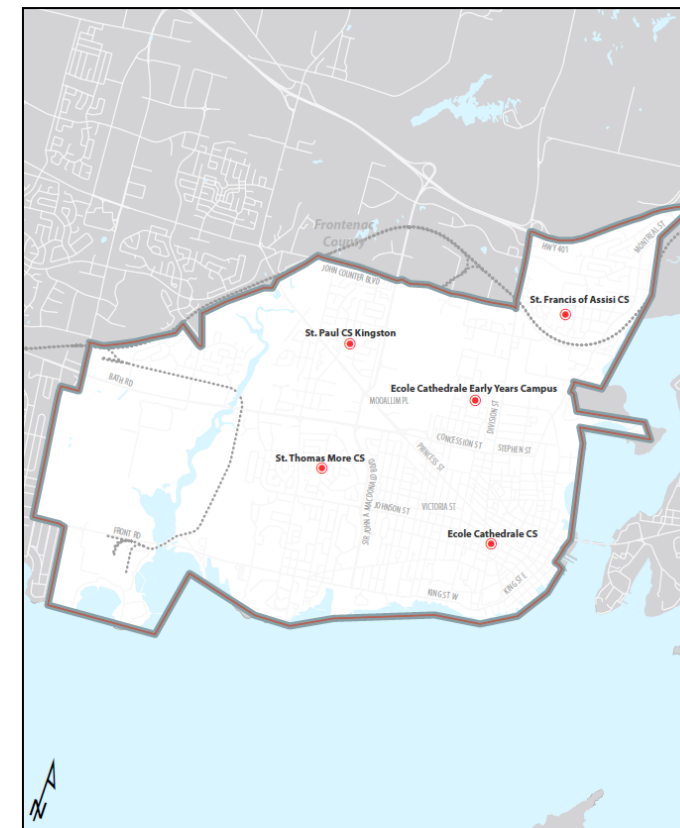 Frontenac
County
HWY 401
MONTREAL ST
JOHN COUNTER BLVD
St. Francis of Assisi CS
St. Paul CS Kingston
BATH RD
Ecole Cathedrale Early Years Campus
MCCALLUM PL
DIVISION ST
CONCESSION ST
STEPHEN ST
PRINCESS ST
St. Thomas More CS
SIR JOHN A MACDONALD BLVD
JOHNSON ST
VICTORIA ST
FRONT RD
Ecole Cathedrale CS
KING ST W
KING ST E
N